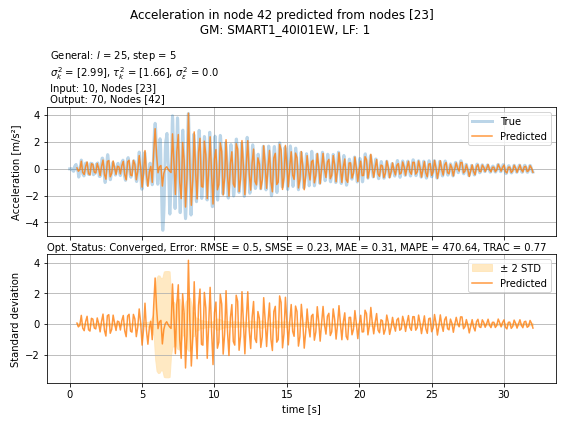 Acceleration in node 42 predicted from nodes [23]
GM: SMART1_40I01EW, LF: 1
General: l = 25, step = 5
σ²ₖ = [2.99], τ²ₖ = [1.66], σ²ε = 0.0
Input: 10, Nodes [23]
Output: 70, Nodes [42]
4
2
0
−2
−4
Acceleration [m/s²]
True
Predicted
Opt. Status: Converged, Error: RMSE = 0.5, SMSE = 0.23, MAE = 0.31, MAPE = 470.64, TRAC = 0.77
4
2
0
−2
Standard deviation
± 2 STD
Predicted
0 5 10 15 20 25 30
time [s]